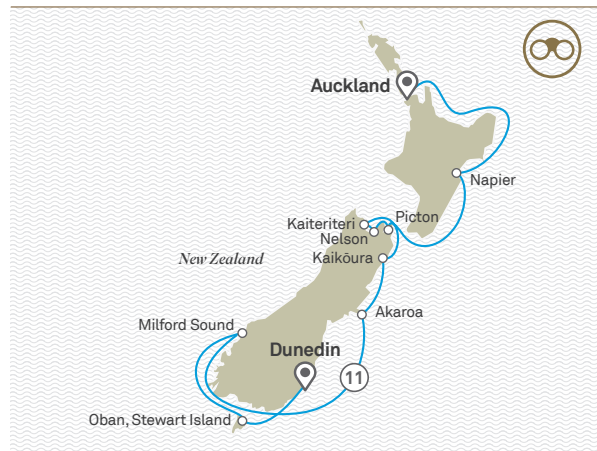 Auckland
Napier
Kaiteriteri
Picton
Nelson
New Zealand
Kaikōura
Akaroa
Milford Sound
Dunedin
11
Oban, Stewart Island